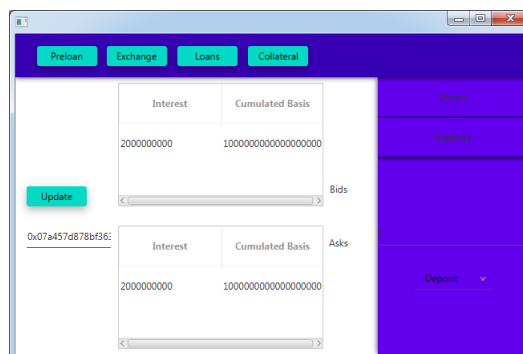 Preloan Exchange Loans Collateral
Interest Cumulated Basis
2000000000 1000000000000000000
Bids
Update
0x07a457d878bf363
Asks
Interest Cumulated Basis
2000000000 1000000000000000000
Deposit